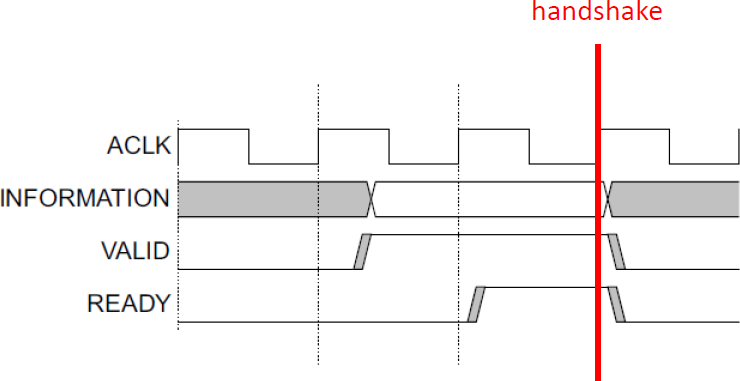 handshake
ACLK
INFORMATION
VALID
READY